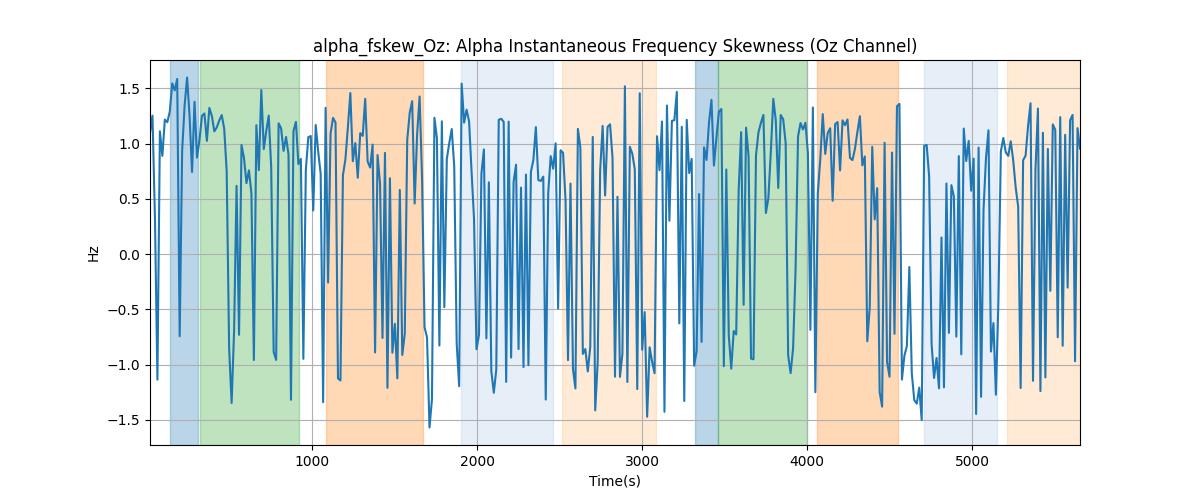 alpha_fskew_Oz: Alpha Instantaneous Frequency Skewness (Oz Channel)
1.5
1.0
0.5
0.0
−0.5
−1.0
−1.5
Hz
1000 2000 3000 4000 5000
Time(s)